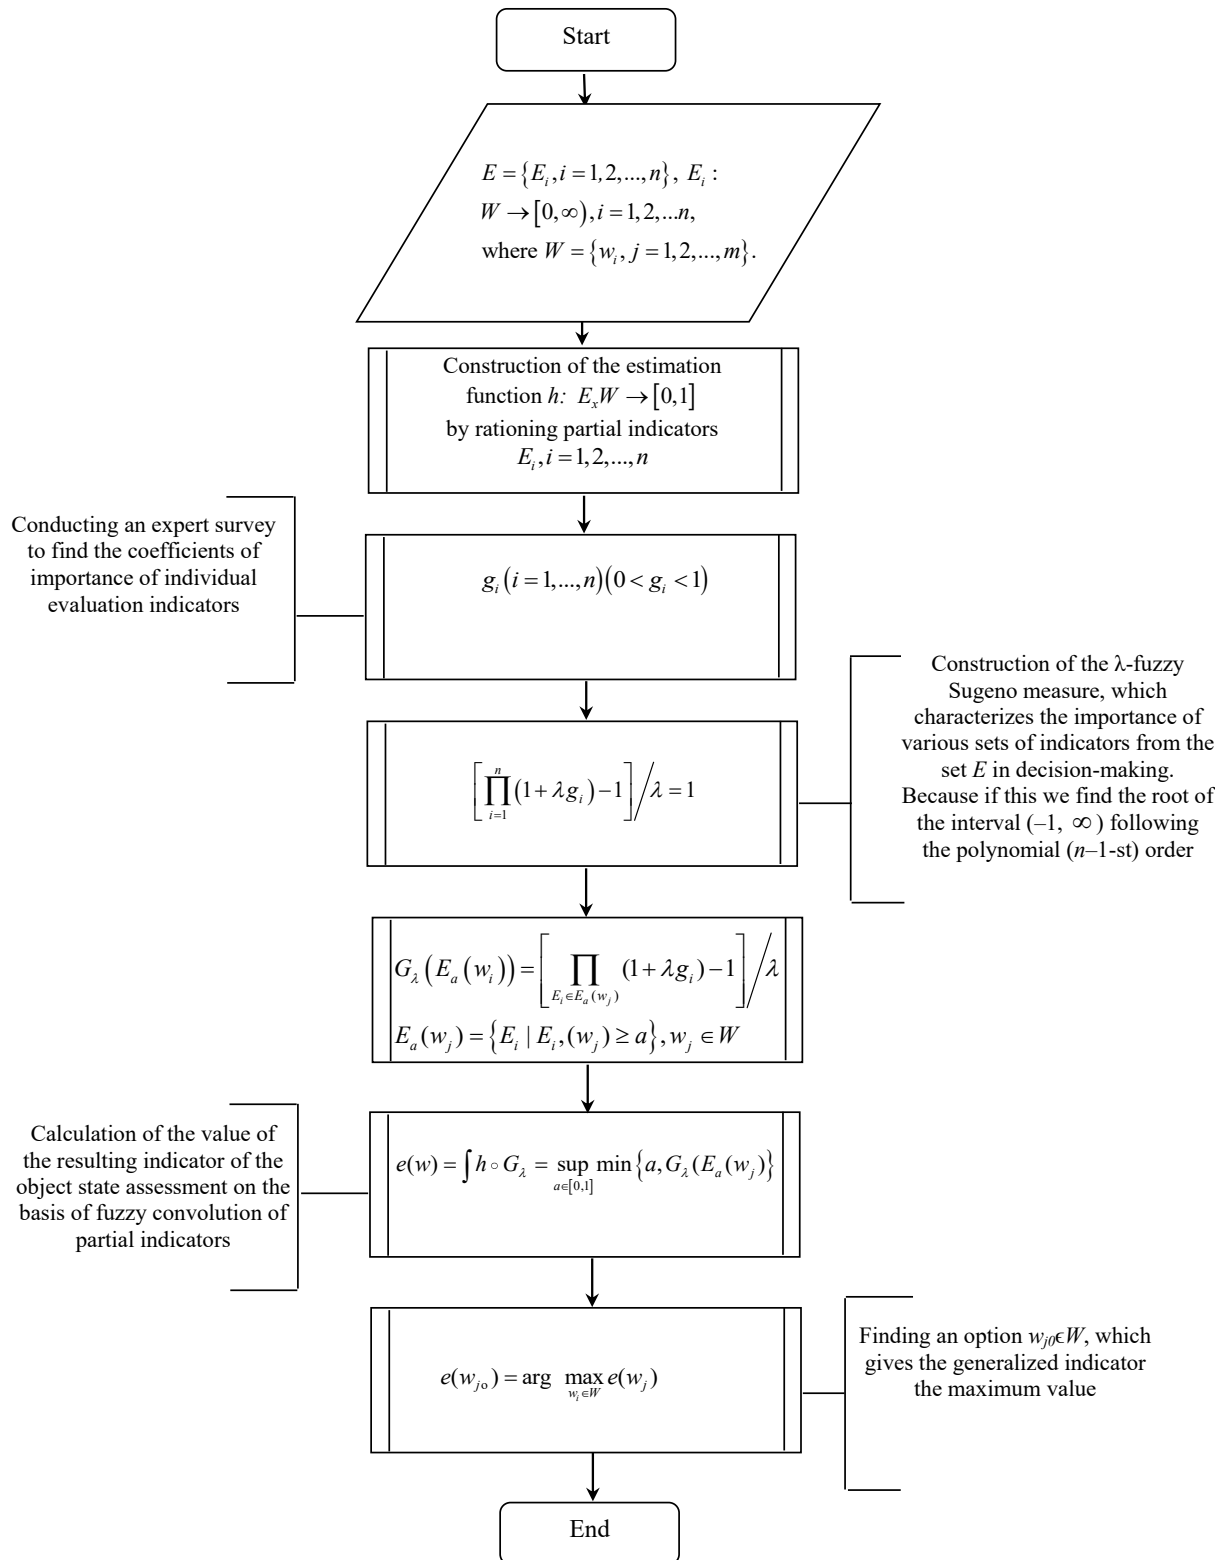 Start
E = {E_i, i = 1, 2, ..., n}, E_i :
W → [0, ∞), i = 1, 2, ... n,
where W = {w_i, j = 1, 2, ..., m}.
Construction of the estimation
function h: E_x W → [0,1]
by rationing partial indicators
E_i, i = 1, 2, ..., n
Conducting an expert survey
to find the coefficients of
importance of individual
evaluation indicators
g_i (i = 1, ..., n)(0 < g_i < 1)
Construction of the λ-fuzzy
Sugeno measure, which
characterizes the importance of
various sets of indicators from the
set E in decision-making.
Because if this we find the root of
the interval (–1, ∞) following
the polynomial (n–1-st) order
[∏_{i=1}^{n} (1 + λg_i) – 1] / λ = 1
G_λ (E_a (w_i)) = [∏_{E_i ∈ E_a (w_j)} (1 + λg_i) – 1] / λ
E_a (w_j) = {E_i | E_i, (w_j) ≥ a}, w_j ∈ W
Calculation of the value of
the resulting indicator of the
object state assessment on the
basis of fuzzy convolution of
partial indicators
e(w) = ∫ h ∘ G_λ = sup_{a∈[0,1]} min {a, G_λ (E_a (w_j)}
Finding an option w_{j0}ϵW, which
gives the generalized indicator
the maximum value
e(w_{jo}) = arg max_{w_i ∈ W} e(w_j)
End